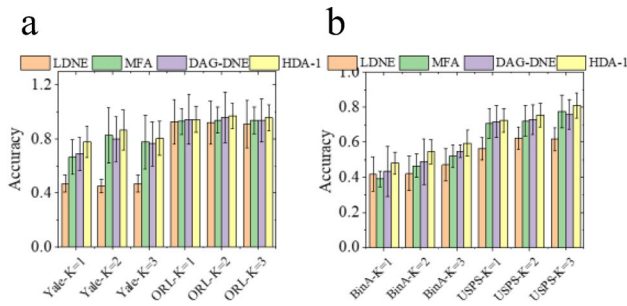 a
LDNE MFA DAG-DNE HDA-1
1.2
0.8
0.4
0.0
Accuracy
Yale-K=1 Yale-K=2 Yale-K=3 ORL-K=1 ORL-K=2 ORL-K=3
b
LDNE MFA DAG-DNE HDA-1
1.0
0.8
0.6
0.4
0.2
0.0
Accuracy
BinA-K=1 BinA-K=2 BinA-K=3 USPS-K=1 USPS-K=2 USPS-K=3